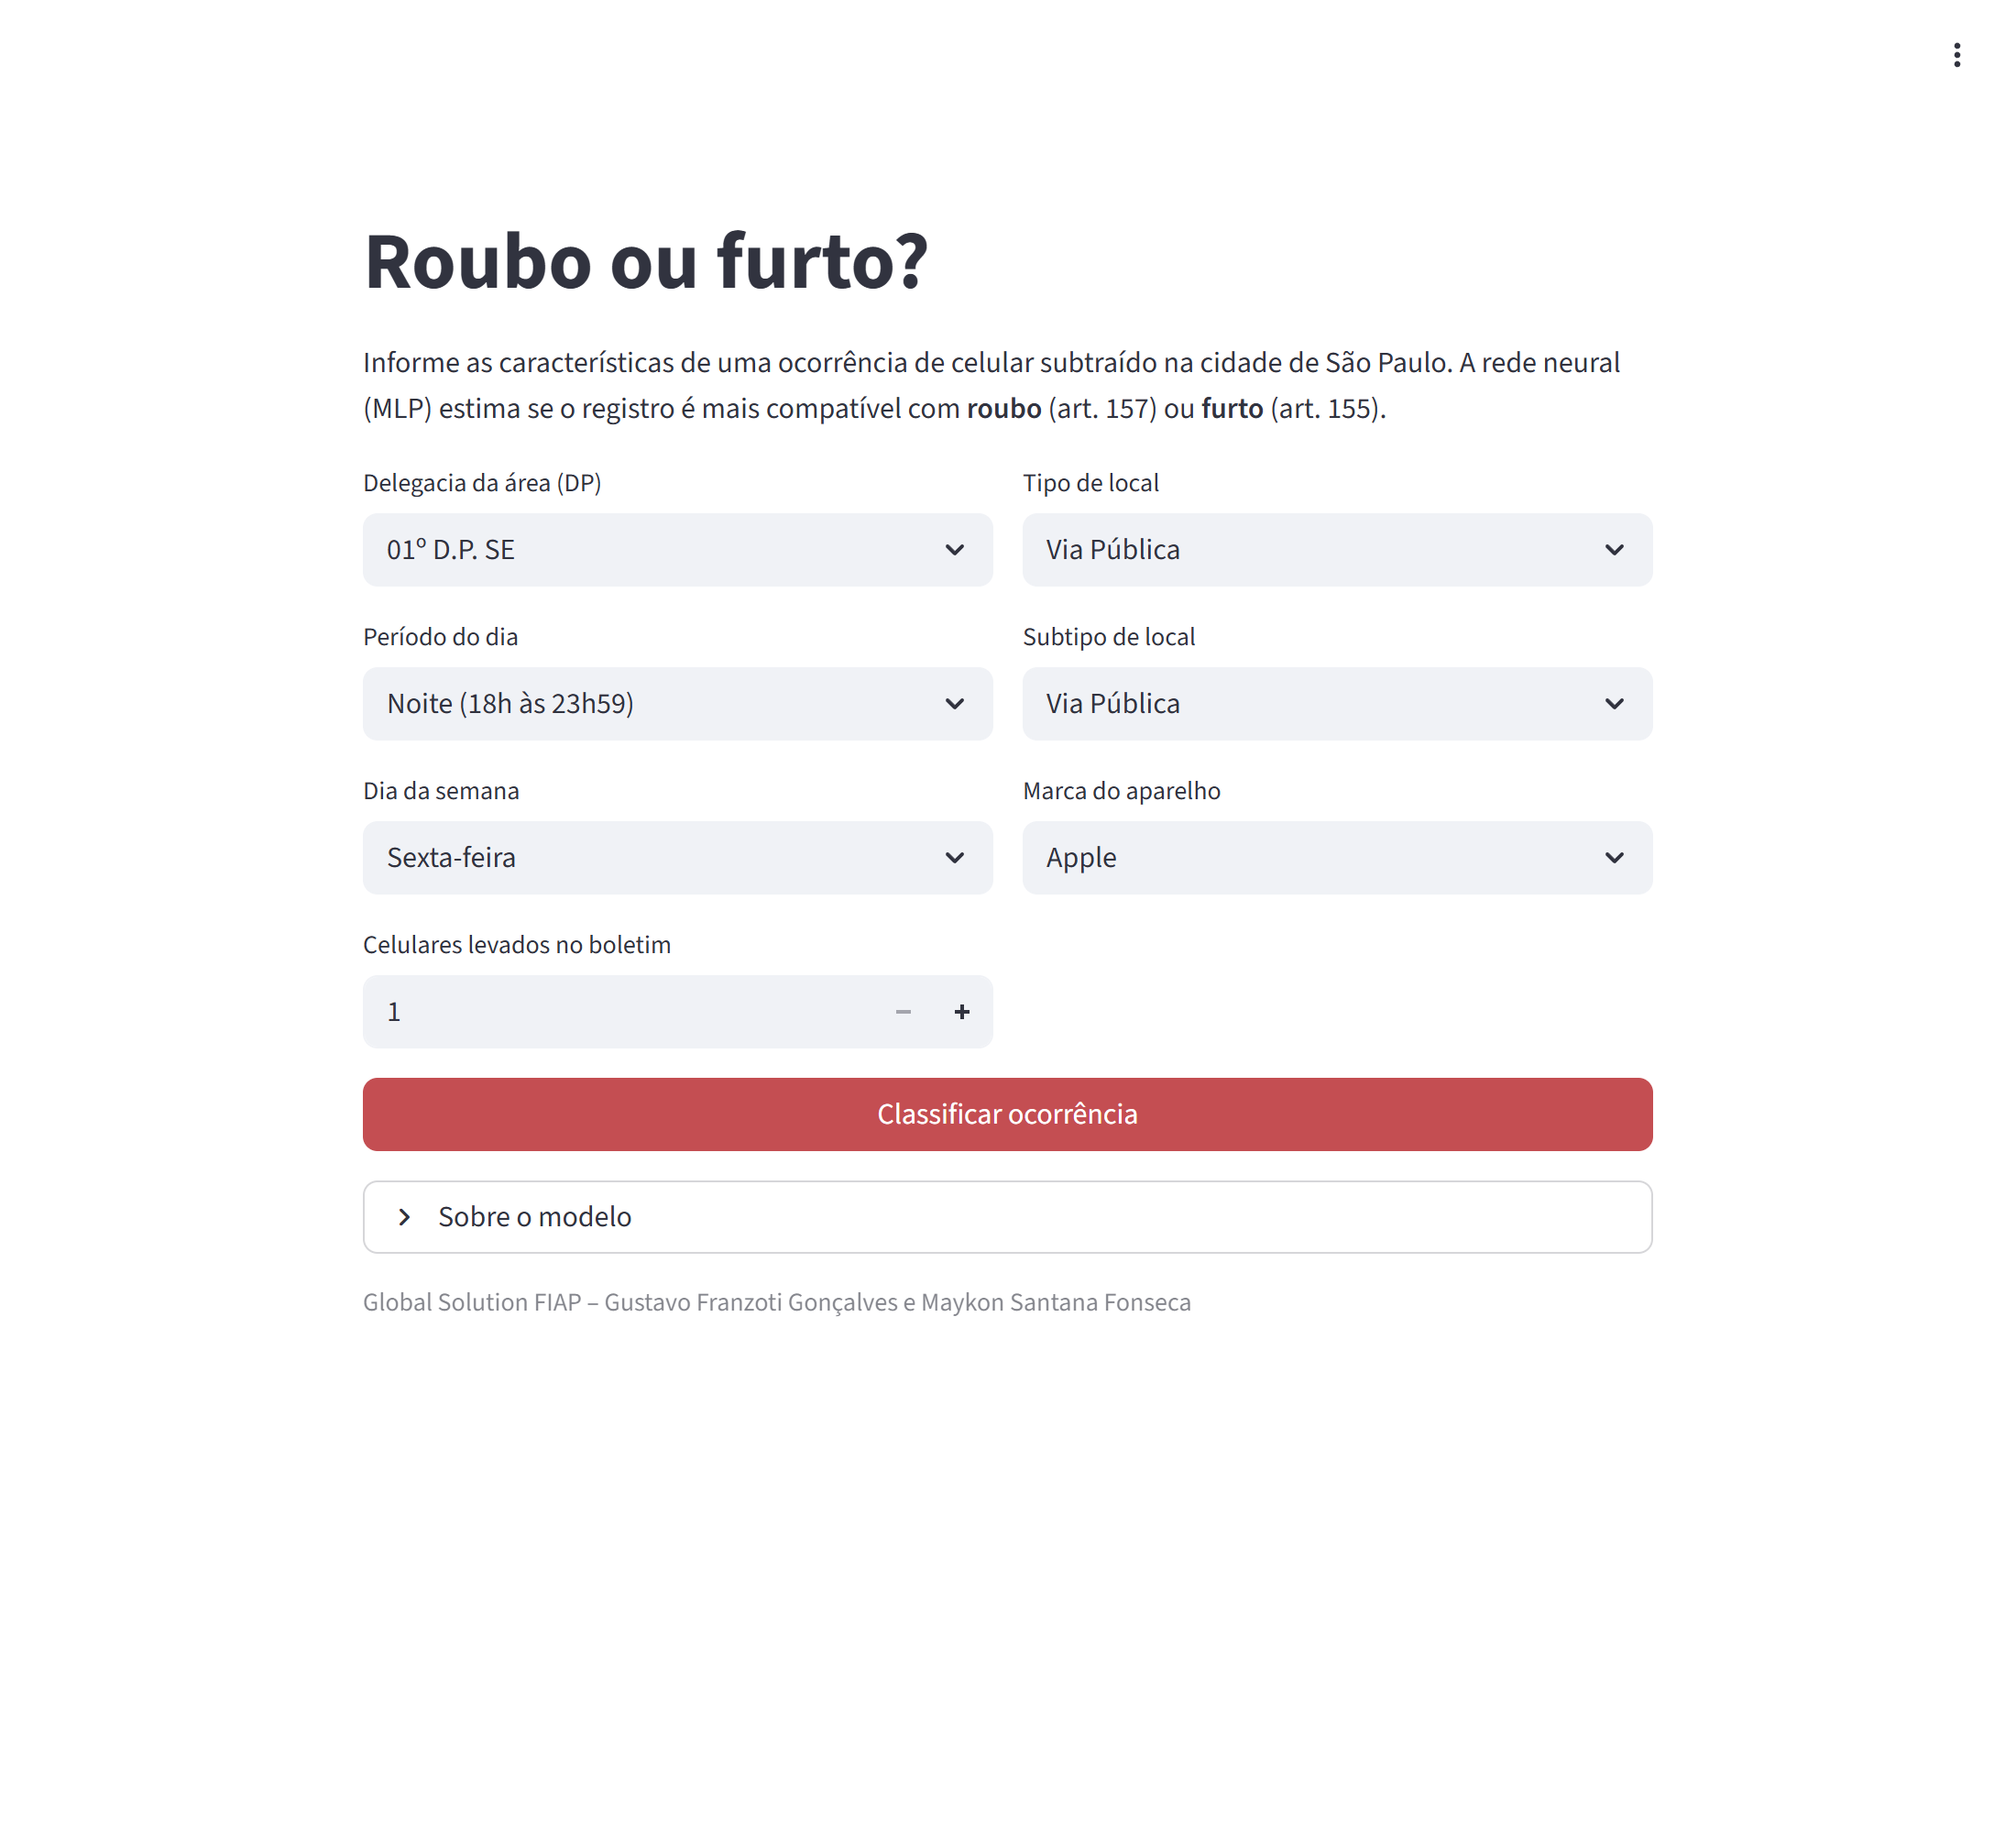 Roubo ou furto?
Informe as características de uma ocorrência de celular subtraído na cidade de São Paulo. A rede neural
(MLP) estima se o registro é mais compatível com roubo (art. 157) ou furto (art. 155).
Delegacia da área (DP)
01º D.P. SE
Tipo de local
Via Pública
Período do dia
Noite (18h às 23h59)
Subtipo de local
Via Pública
Dia da semana
Sexta-feira
Marca do aparelho
Apple
Celulares levados no boletim
1
Classificar ocorrência
Sobre o modelo
Global Solution FIAP – Gustavo Franzoti Gonçalves e Maykon Santana Fonseca